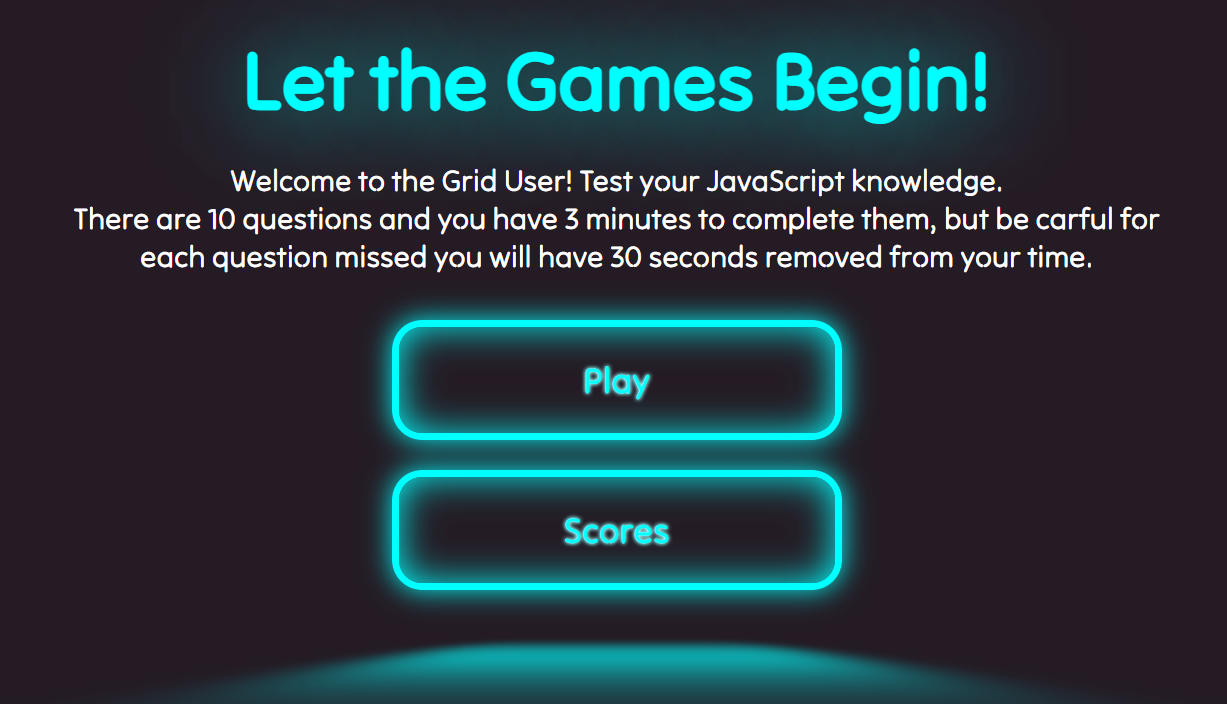 Let the Games Begin!
Welcome to the Grid User! Test your JavaScript knowledge.
There are 10 questions and you have 3 minutes to complete them, but be carful for
each question missed you will have 30 seconds removed from your time.
Play
Scores